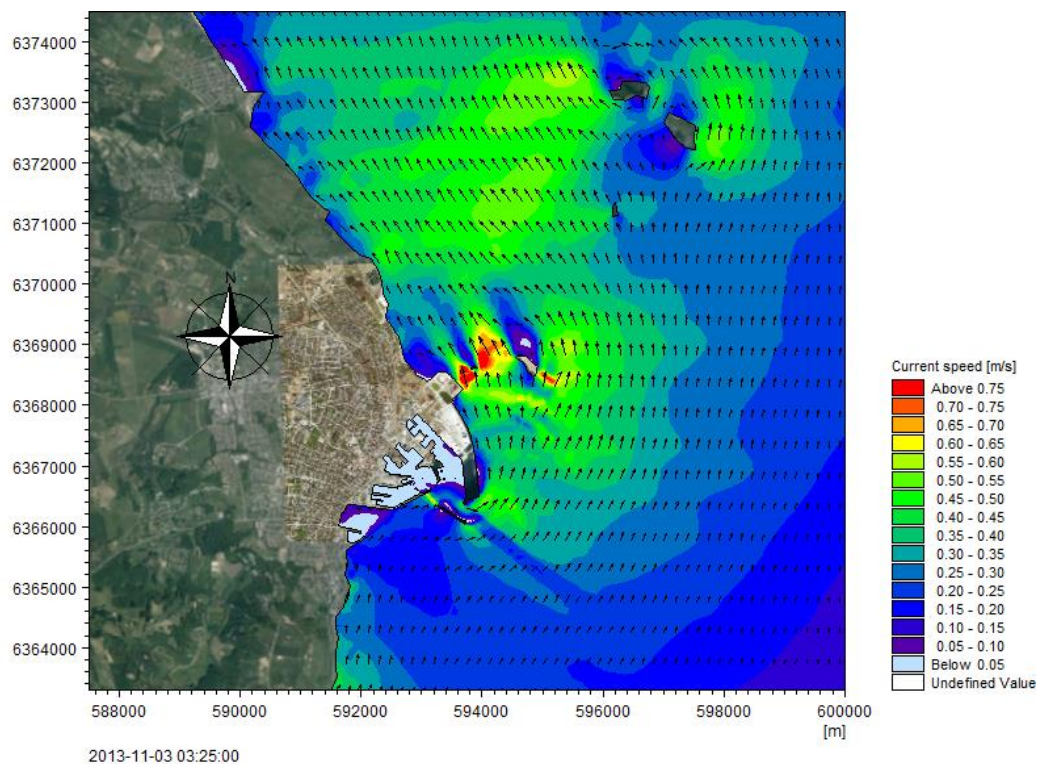 N
6374000
6373000
6372000
6371000
6370000
6369000
6368000
6367000
6366000
6365000
6364000
588000 590000 592000 594000 596000 598000 600000
[m]
2013-11-03 03:25:00
Current speed [m/s]
Above 0.75
0.70 - 0.75
0.65 - 0.70
0.60 - 0.65
0.55 - 0.60
0.50 - 0.55
0.45 - 0.50
0.40 - 0.45
0.35 - 0.40
0.30 - 0.35
0.25 - 0.30
0.20 - 0.25
0.15 - 0.20
0.10 - 0.15
0.05 - 0.10
Below 0.05
Undefined Value